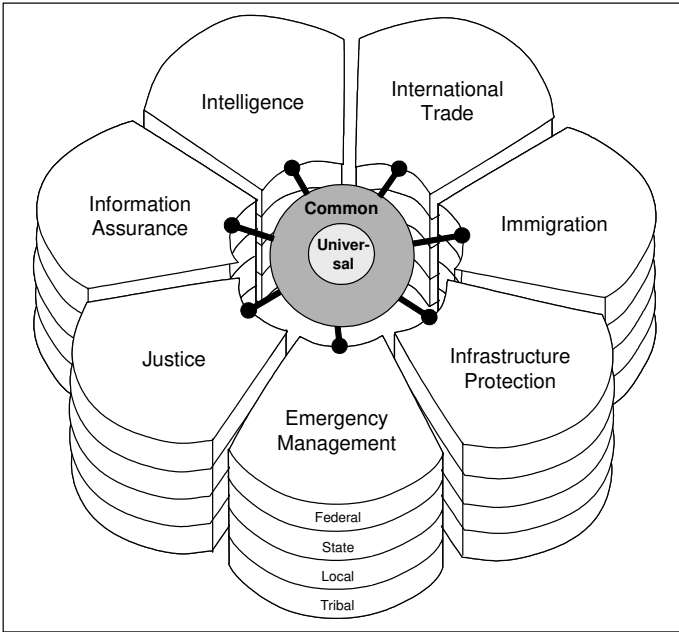 Intelligence
International
Trade
Information
Assurance
Common
Univer-
sal
Immigration
Justice
Infrastructure
Protection
Emergency
Management
Federal
State
Local
Tribal